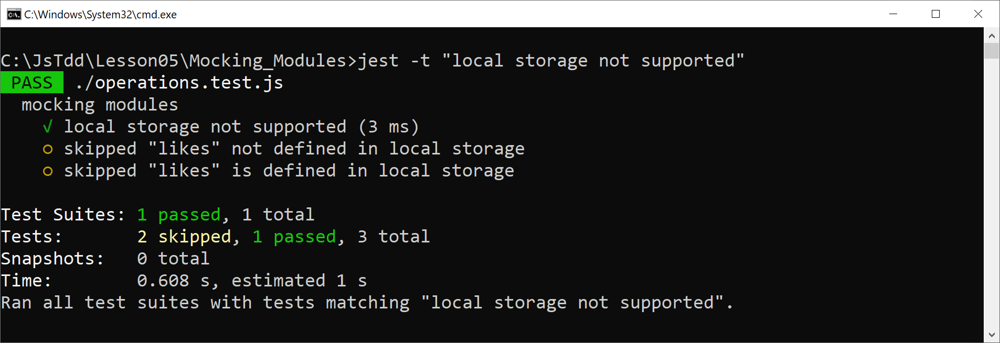 C:\Windows\System32\cmd.exe
C:\JsTdd\Lesson05\Mocking_Modules>jest -t "local storage not supported"
PASS ./operations.test.js
mocking modules
√ local storage not supported (3 ms)
○ skipped "likes" not defined in local storage
○ skipped "likes" is defined in local storage
Test Suites: 1 passed, 1 total
Tests: 2 skipped, 1 passed, 3 total
Snapshots: 0 total
Time: 0.608 s, estimated 1 s
Ran all test suites with tests matching "local storage not supported".